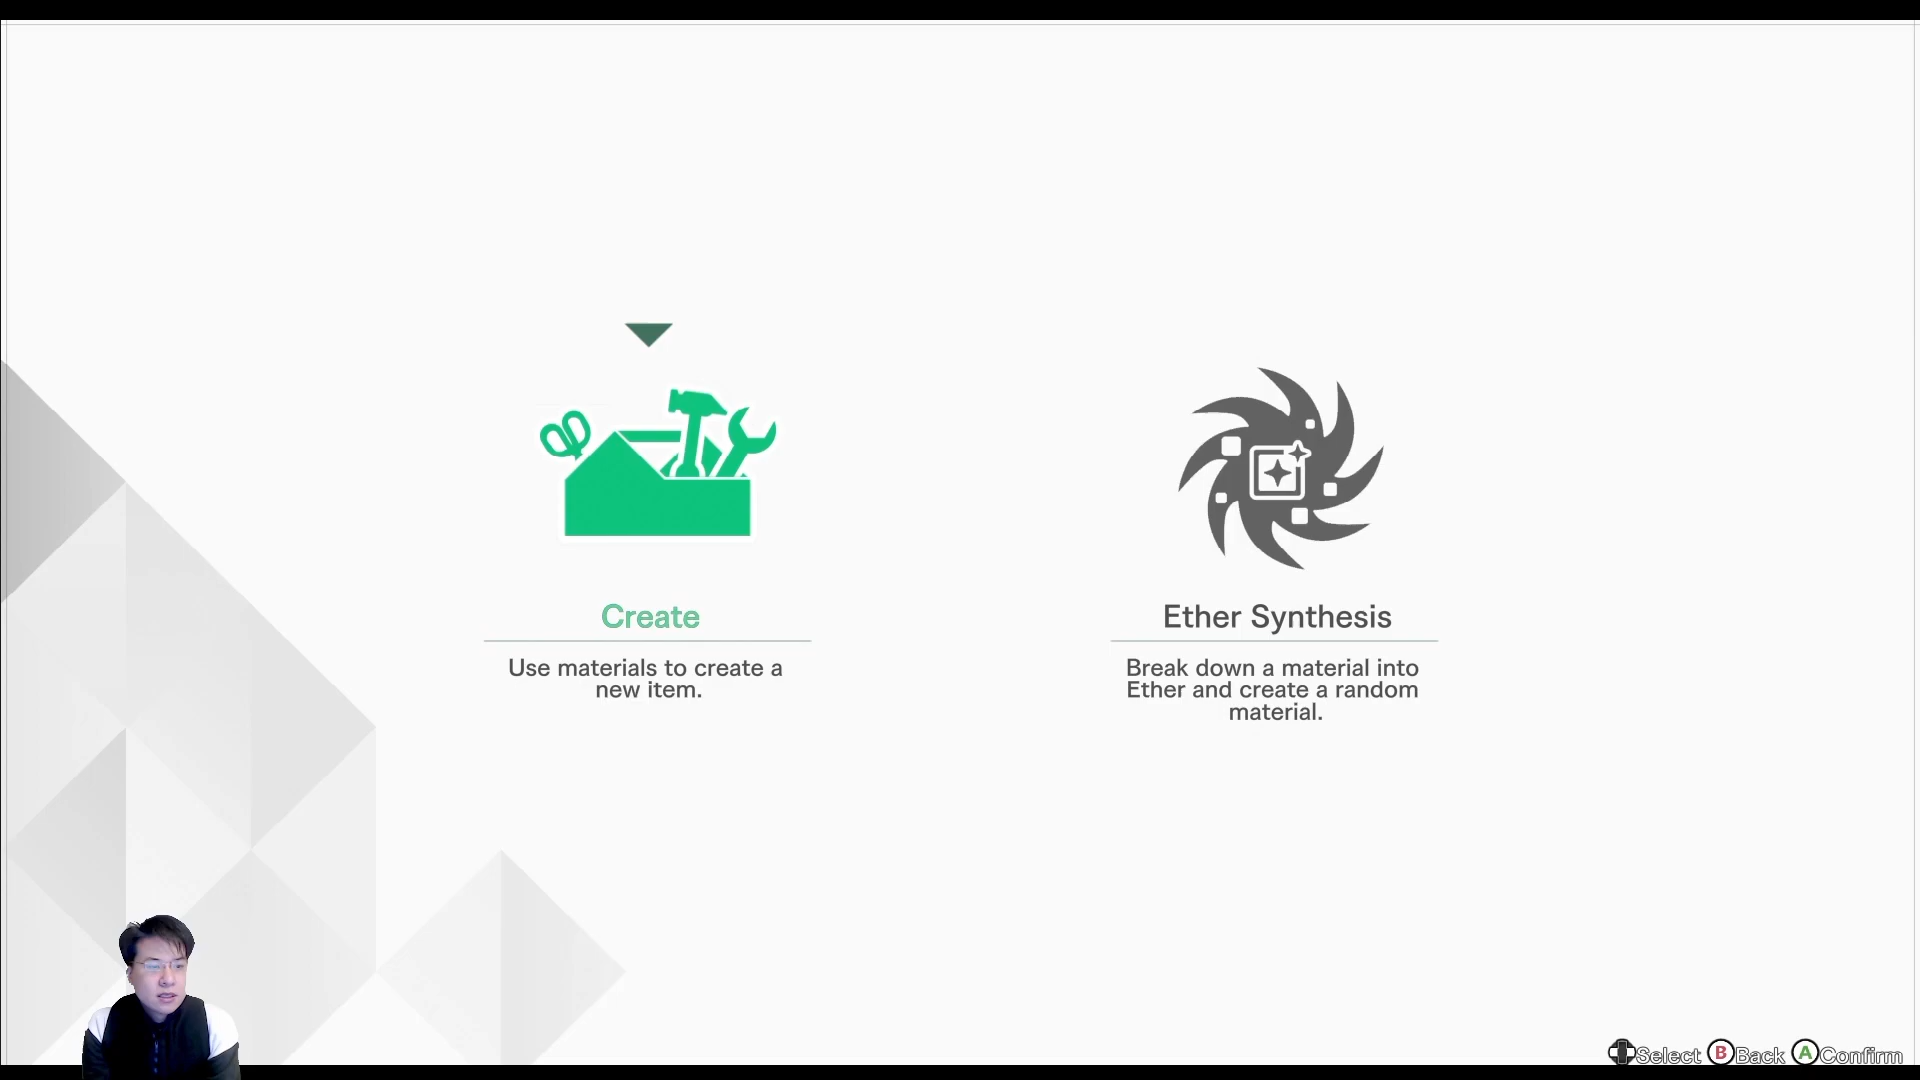 Create
Use materials to create a
new item.
Ether Synthesis
Break down a material into
Ether and create a random
material.
Select B Back A Confirm